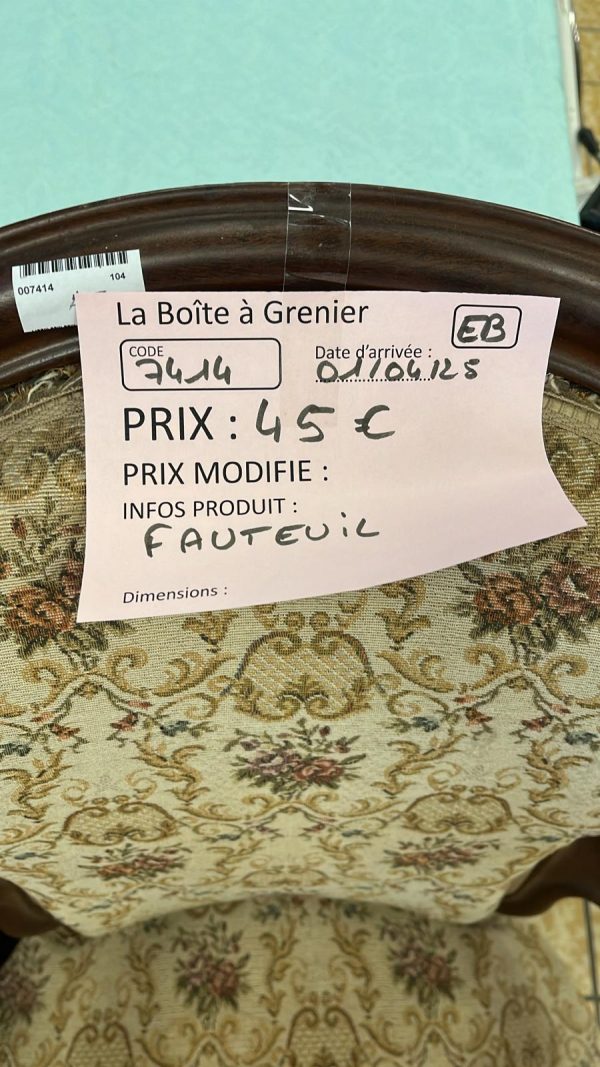 007414
104
La Boîte à Grenier
EB
CODE
7414
Date d'arrivée :
01/04/25
PRIX : 45 €
PRIX MODIFIE :
INFOS PRODUIT :
FAUTEUIL
Dimensions :